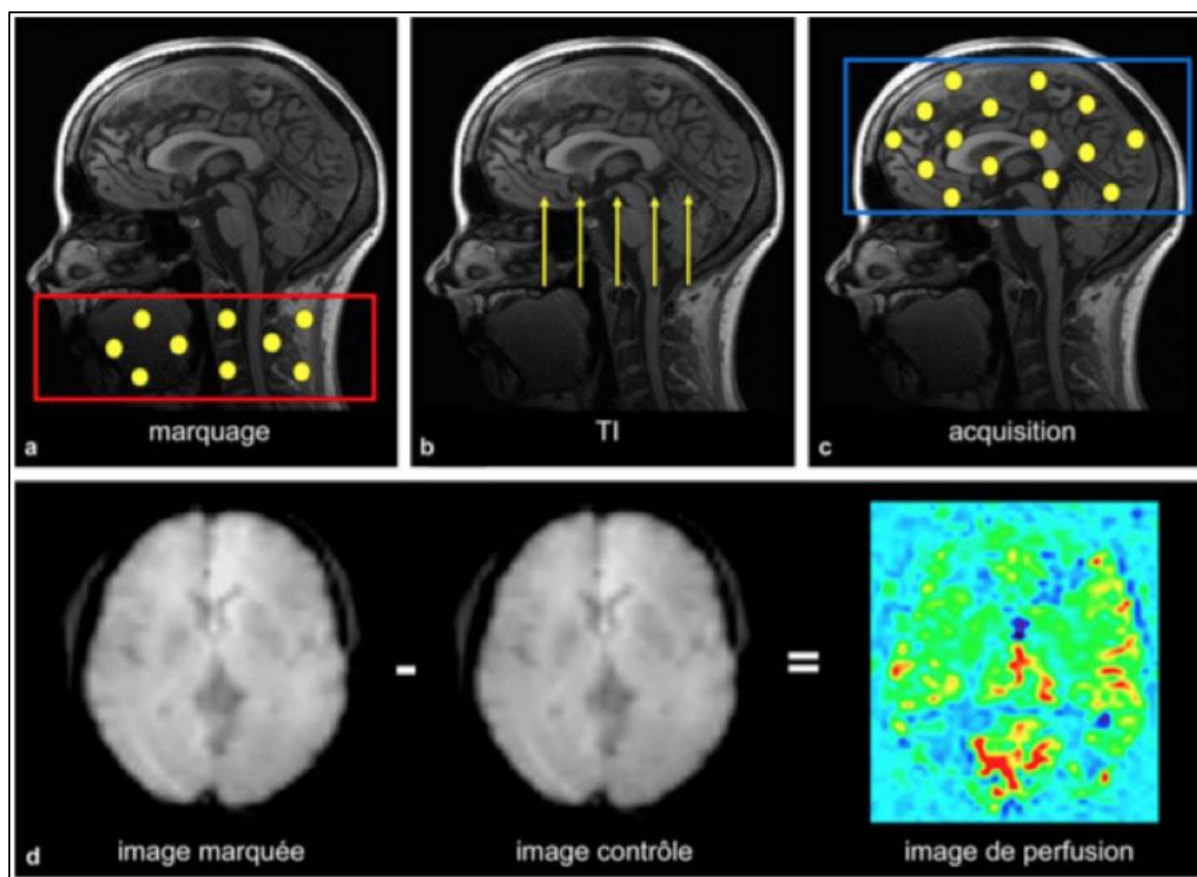 marquage
a
TI
b
acquisition
c
-
=
image marquée
image contrôle
image de perfusion
d